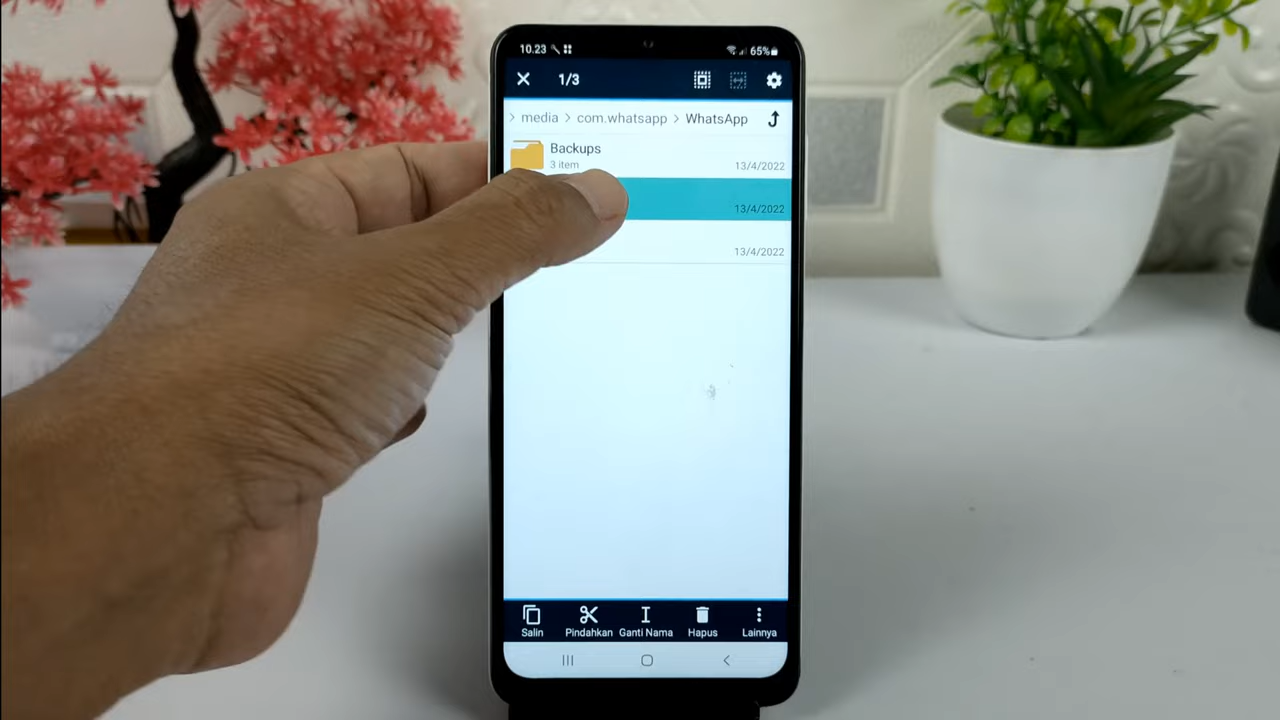 10.23 65%
1/3
media > com.whatsapp > WhatsApp
Backups
3 item
13/4/2022
13/4/2022
13/4/2022
Salin Pindahkan Ganti Nama Hapus Lainnya